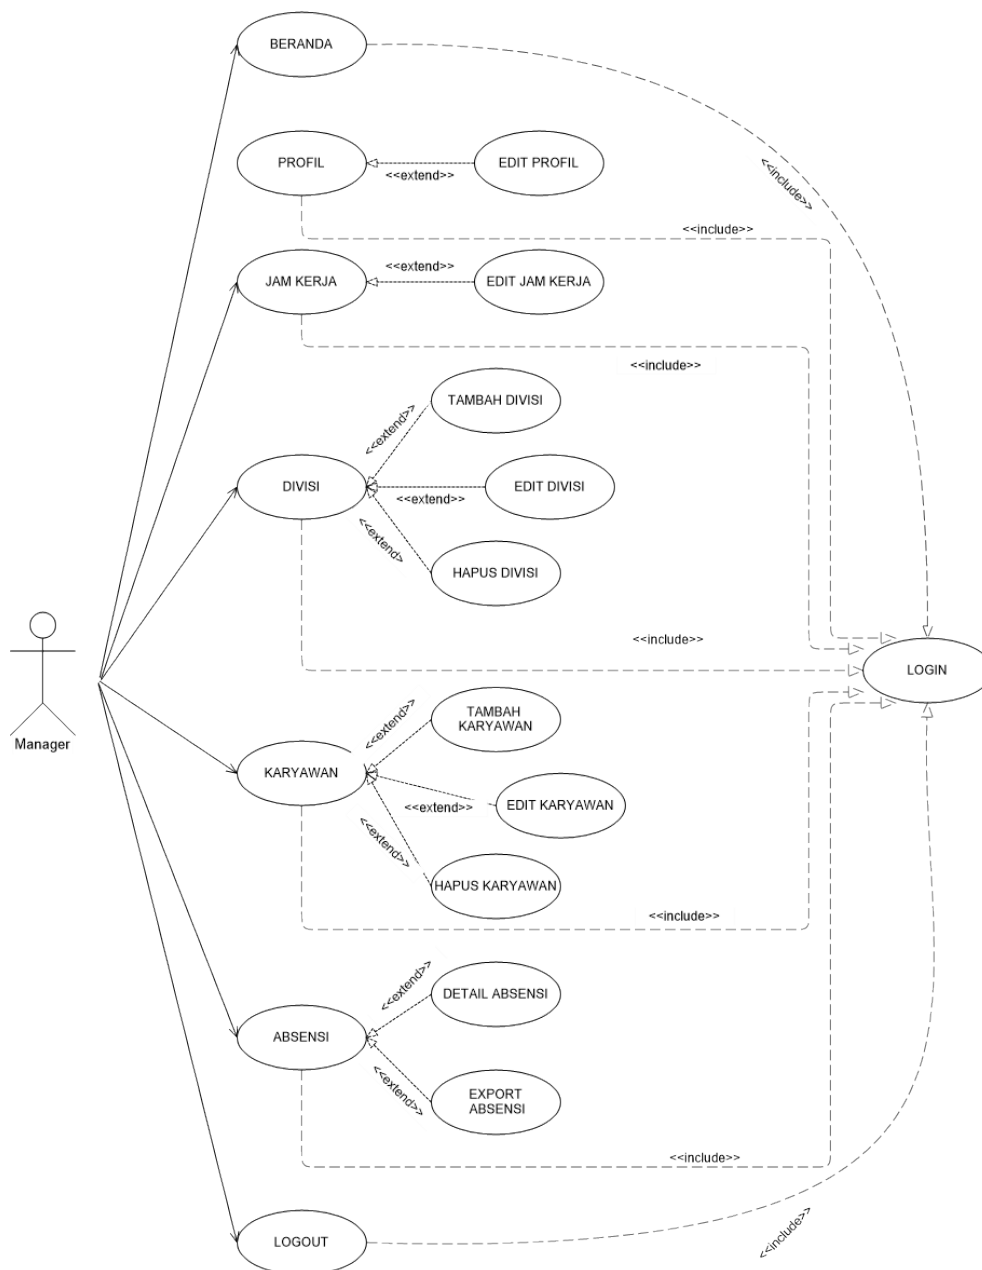 BERANDA
<<include>>
PROFIL
<<extend>>
EDIT PROFIL
<<include>>
JAM KERJA
<<extend>>
EDIT JAM KERJA
<<include>>
TAMBAH DIVISI
<<extend>>
DIVISI
<<extend>>
EDIT DIVISI
<<extend>
HAPUS DIVISI
<<include>>
LOGIN
Manager
<<extend>>
TAMBAH
KARYAWAN
KARYAWAN
<<extend>>
EDIT KARYAWAN
<<extend>>
HAPUS KARYAWAN
<<include>>
<<extend>>
DETAIL ABSENSI
ABSENSI
<<extend>>
EXPORT
ABSENSI
<<include>>
LOGOUT
<<include>>